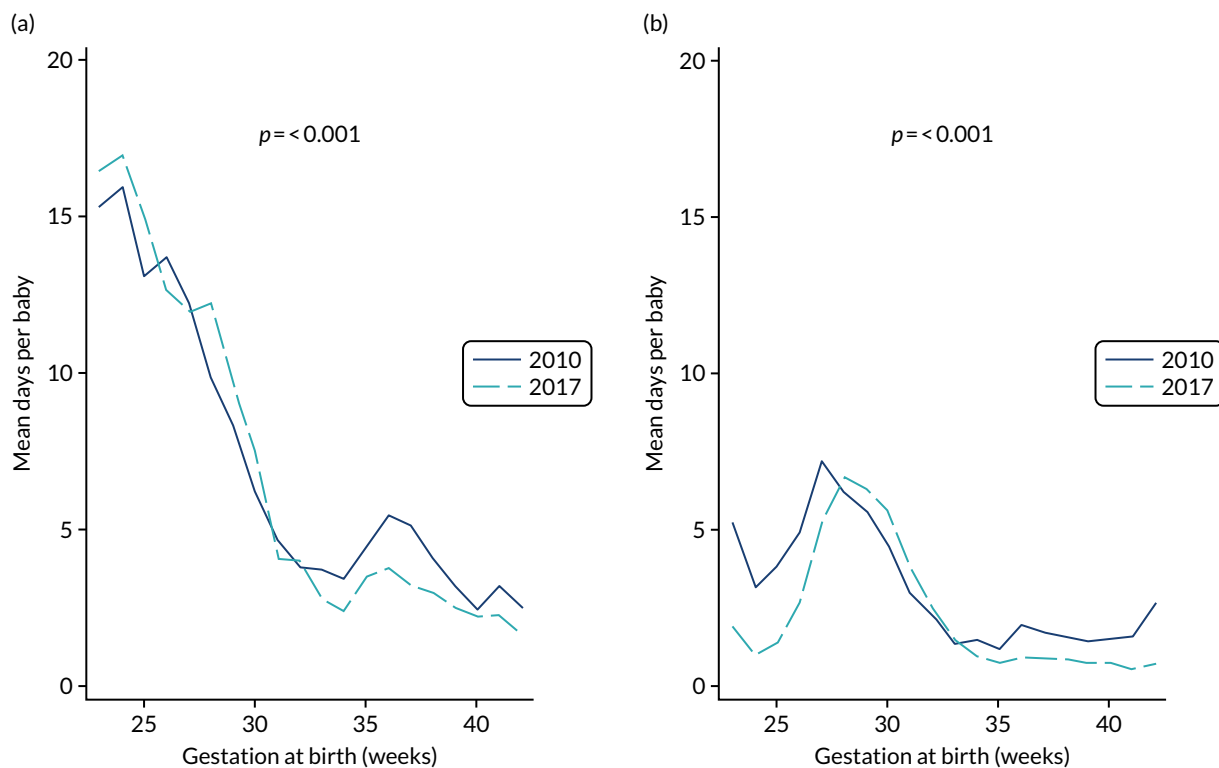 (a)
20
15
10
5
0
Mean days per baby
p = < 0.001
2010
2017
25 30 35 40
Gestation at birth (weeks)
(b)
20
15
10
5
0
Mean days per baby
p = < 0.001
2010
2017
25 30 35 40
Gestation at birth (weeks)